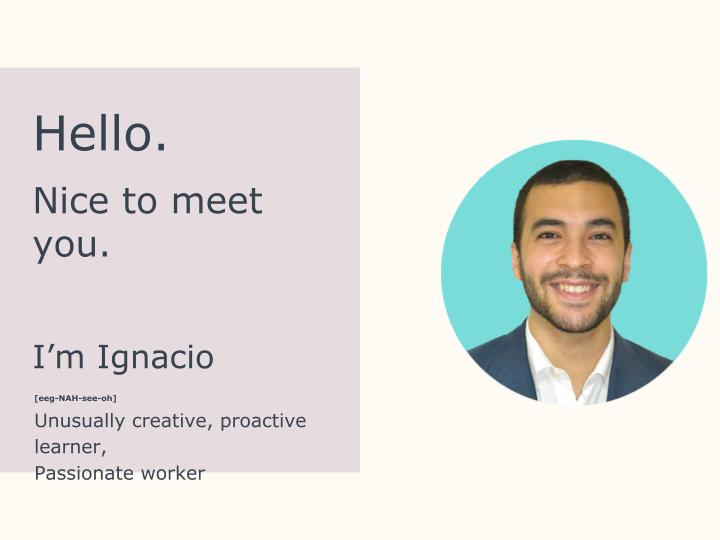 Hello.
Nice to meet
you.
I’m Ignacio
[eeg-NAH-see-oh]
Unusually creative, proactive
learner,
Passionate worker